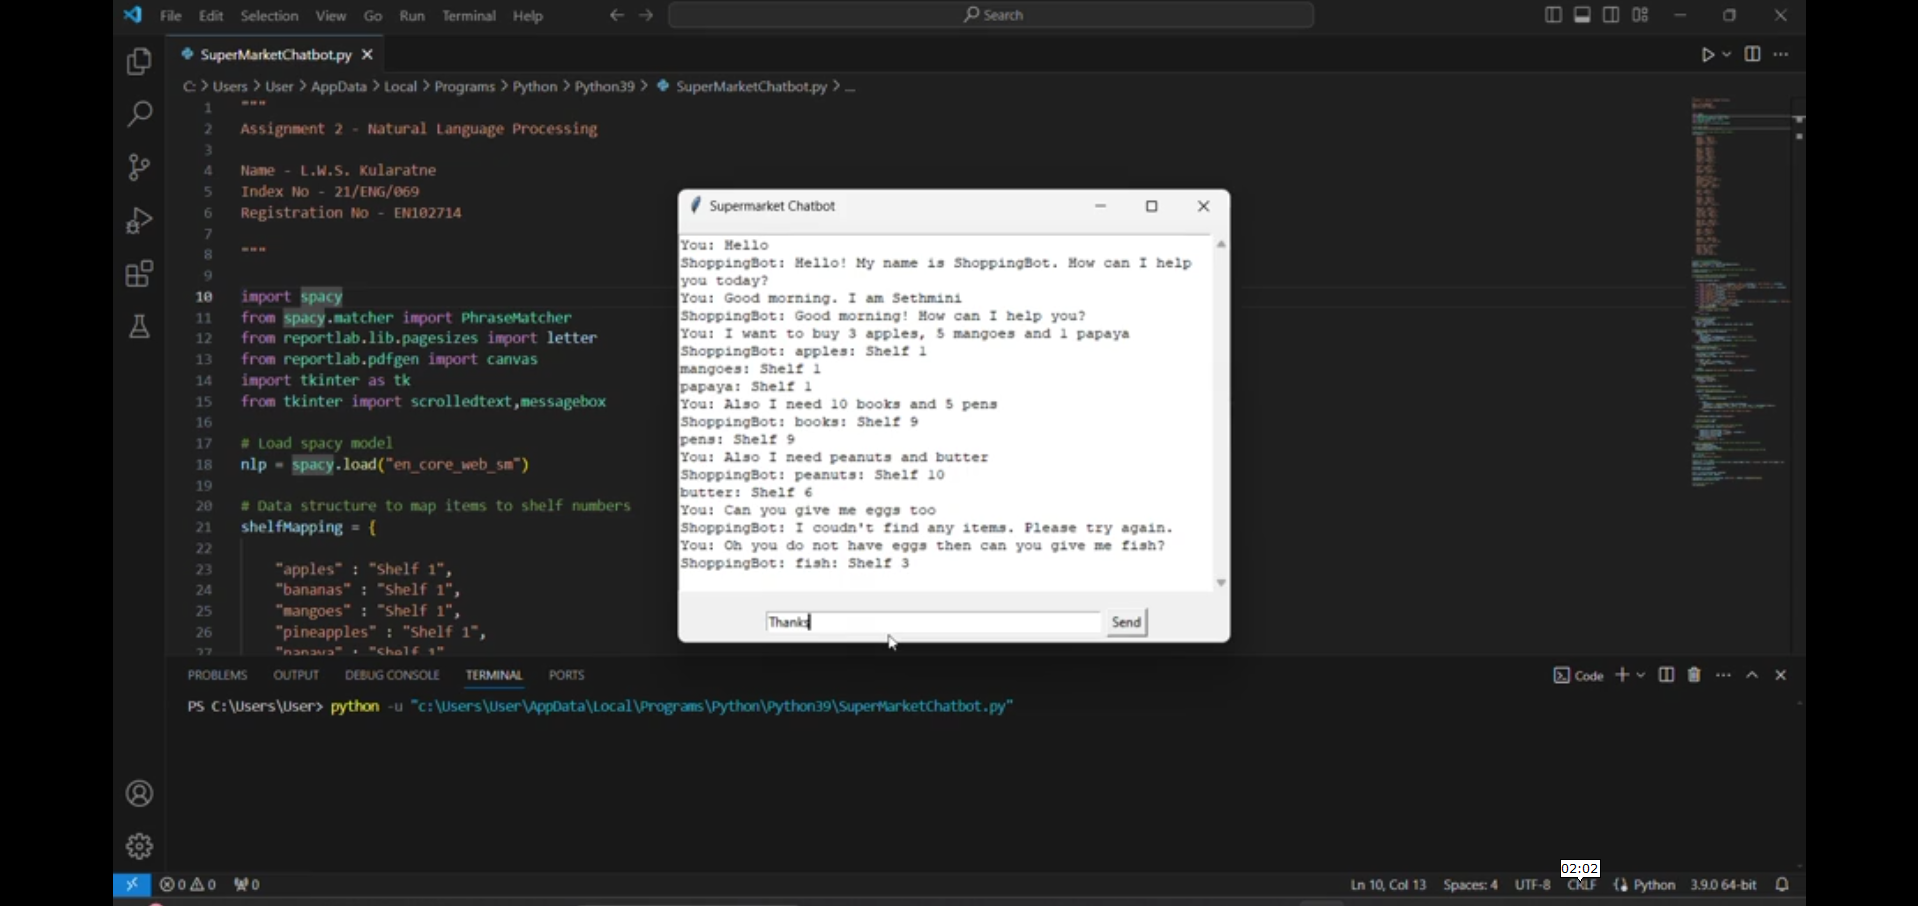 File Edit Selection View Go Run Terminal Help
Search
SuperMarketChatbot.py
C: > Users > User > AppData > Local > Programs > Python > Python39 > SuperMarketChatbot.py > ...
1 """
2 Assignment 2 - Natural Language Processing
3
4 Name - L.W.S. Kularatne
5 Index No - 21/ENG/069
6 Registration No - EN102714
7
8 """
9
10 import spacy
11 from spacy.matcher import PhraseMatcher
12 from reportlab.lib.pagesizes import letter
13 from reportlab.pdfgen import canvas
14 import tkinter as tk
15 from tkinter import scrolledtext,messagebox
16
17 # Load spacy model
18 nlp = spacy.load("en_core_web_sm")
19
20 # Data structure to map items to shelf numbers
21 shelfMapping = {
22
23 "apples" : "Shelf 1",
24 "bananas" : "Shelf 1",
25 "mangoes" : "Shelf 1",
26 "pineapples" : "Shelf 1",
27 "papaya" : "Shelf 1"
Supermarket Chatbot
You: Hello
ShoppingBot: Hello! My name is ShoppingBot. How can I help
you today?
You: Good morning. I am Sethmini
ShoppingBot: Good morning! How can I help you?
You: I want to buy 3 apples, 5 mangoes and 1 papaya
ShoppingBot: apples: Shelf 1
mangoes: Shelf 1
papaya: Shelf 1
You: Also I need 10 books and 5 pens
ShoppingBot: books: Shelf 9
pens: Shelf 9
You: Also I need peanuts and butter
ShoppingBot: peanuts: Shelf 10
butter: Shelf 6
You: Can you give me eggs too
ShoppingBot: I coudn't find any items. Please try again.
You: Oh you do not have eggs then can you give me fish?
ShoppingBot: fish: Shelf 3
Thanks
Send
PROBLEMS OUTPUT DEBUG CONSOLE TERMINAL PORTS
Code
PS C:\Users\User> python -u "c:\Users\User\AppData\Local\Programs\Python\Python39\SuperMarketChatbot.py"
02:02
0 0 0
Ln 10, Col 13 Spaces: 4 UTF-8 CRLF Python 3.9.0 64-bit